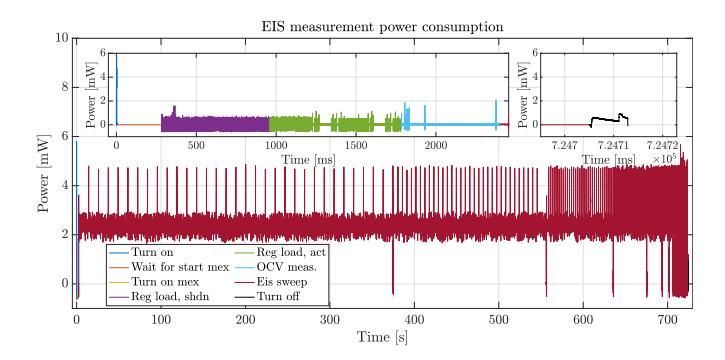 EIS measurement power consumption
10
8
6
4
2
0
Power [mW]
0 100 200 300 400 500 600 700
Time [s]
6
4
2
0
Power [mW]
0 500 1000 1500 2000
Time [ms]
6
4
2
0
Power [mW]
7.247 7.2471 7.2472
Time [ms] ×10⁵
Turn on
Wait for start mex
Turn on mex
Reg load, shdn
Reg load, act
OCV meas.
Eis sweep
Turn off